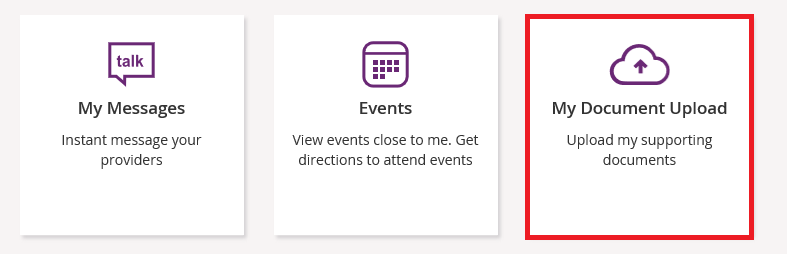 talk
My Messages
Instant message your
providers
Events
View events close to me. Get
directions to attend events
My Document Upload
Upload my supporting
documents